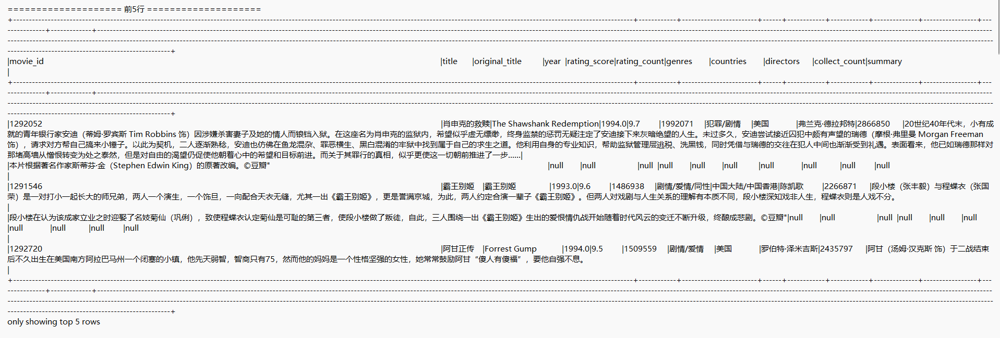 ==================== 前5行 ====================
|movie_id |title |original_title |year |rating_score|rating_count|genres |countries |directors |collect_count|summary
|
|1292052 |肖申克的救赎|The Shawshank Redemption|1994.0|9.7 |1992071 |犯罪/剧情 |美国 |弗兰克·德拉邦特|2866850 |20世纪40年代末，小有成
就的青年银行家安迪（蒂姆·罗宾斯 Tim Robbins 饰）因涉嫌杀害妻子及她的情人而锒铛入狱。在这座名为肖申克的监狱内，希望似乎虚无缥缈，终身监禁的惩罚无疑注定了安迪接下来灰暗绝望的人生。未过多久，安迪尝试接近囚犯中颇有声望的瑞德（摩根·弗里曼 Morgan Freeman
饰），请求对方帮自己搞来小锤子。以此为契机，二人逐渐熟稔，安迪也仿佛在鱼龙混杂、罪恶横生、黑白混淆的牢狱中找到属于自己的求生之道。他利用自身的专业知识，帮助监狱管理层逃税、洗黑钱，同时凭借与瑞德的交往在犯人中间也渐渐受到礼遇。表面看来，他已如瑞德那样对
那堵高墙从憎恨转变为处之泰然，但是对自由的渴望仍促使他朝着心中的希望和目标前进。而关于其罪行的真相，似乎更使这一切朝前推进了一步……|
|本片根据著名作家斯蒂芬·金（Stephen Edwin King）的原著改编。©豆瓣" |null |null |null |null |null |null |null |null |null |null
|
|1291546 |霸王别姬 |霸王别姬 |1993.0|9.6 |1486938 |剧情/爱情/同性|中国大陆/中国香港|陈凯歌 |2266871 |段小楼（张丰毅）与程蝶衣（张国
荣）是一对打小一起长大的师兄弟，两人一个演生，一个饰旦，一向配合天衣无缝，尤其一出《霸王别姬》，更是誉满京城，为此，两人约定合演一辈子《霸王别姬》。但两人对戏剧与人生关系的理解有本质不同，段小楼深知戏非人生，程蝶衣则是人戏不分。
|
|段小楼在认为该成家立业之时迎娶了名妓菊仙（巩俐），致使程蝶衣认定菊仙是可耻的第三者，使段小楼做了叛徒，自此，三人围绕一出《霸王别姬》生出的爱恨情仇战开始随着时代风云的变迁不断升级，终酿成悲剧。©豆瓣"|null |null |null |null |null |null
|null |null |null |null
|
|1292720 |阿甘正传 |Forrest Gump |1994.0|9.5 |1509559 |剧情/爱情 |美国 |罗伯特·泽米吉斯|2435797 |阿甘（汤姆·汉克斯 饰）于二战结束
后不久出生在美国南方阿拉巴马州一个闭塞的小镇，他先天弱智，智商只有75，然而他的妈妈是一个性格坚强的女性，她常常鼓励阿甘“傻人有傻福”，要他自强不息。
|
only showing top 5 rows